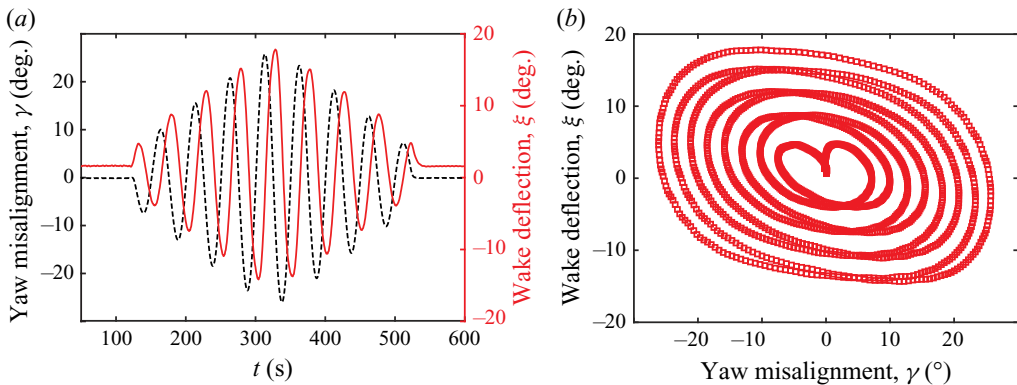 (a)
20
10
0
−10
−20
Yaw misalignment, γ (deg.)
20
10
0
−10
−20
Wake deflection, ξ (deg.)
100 200 300 400 500 600
t (s)
(b)
20
10
0
−10
−20
Wake deflection, ξ (deg.)
−20 −10 0 10 20
Yaw misalignment, γ (°)